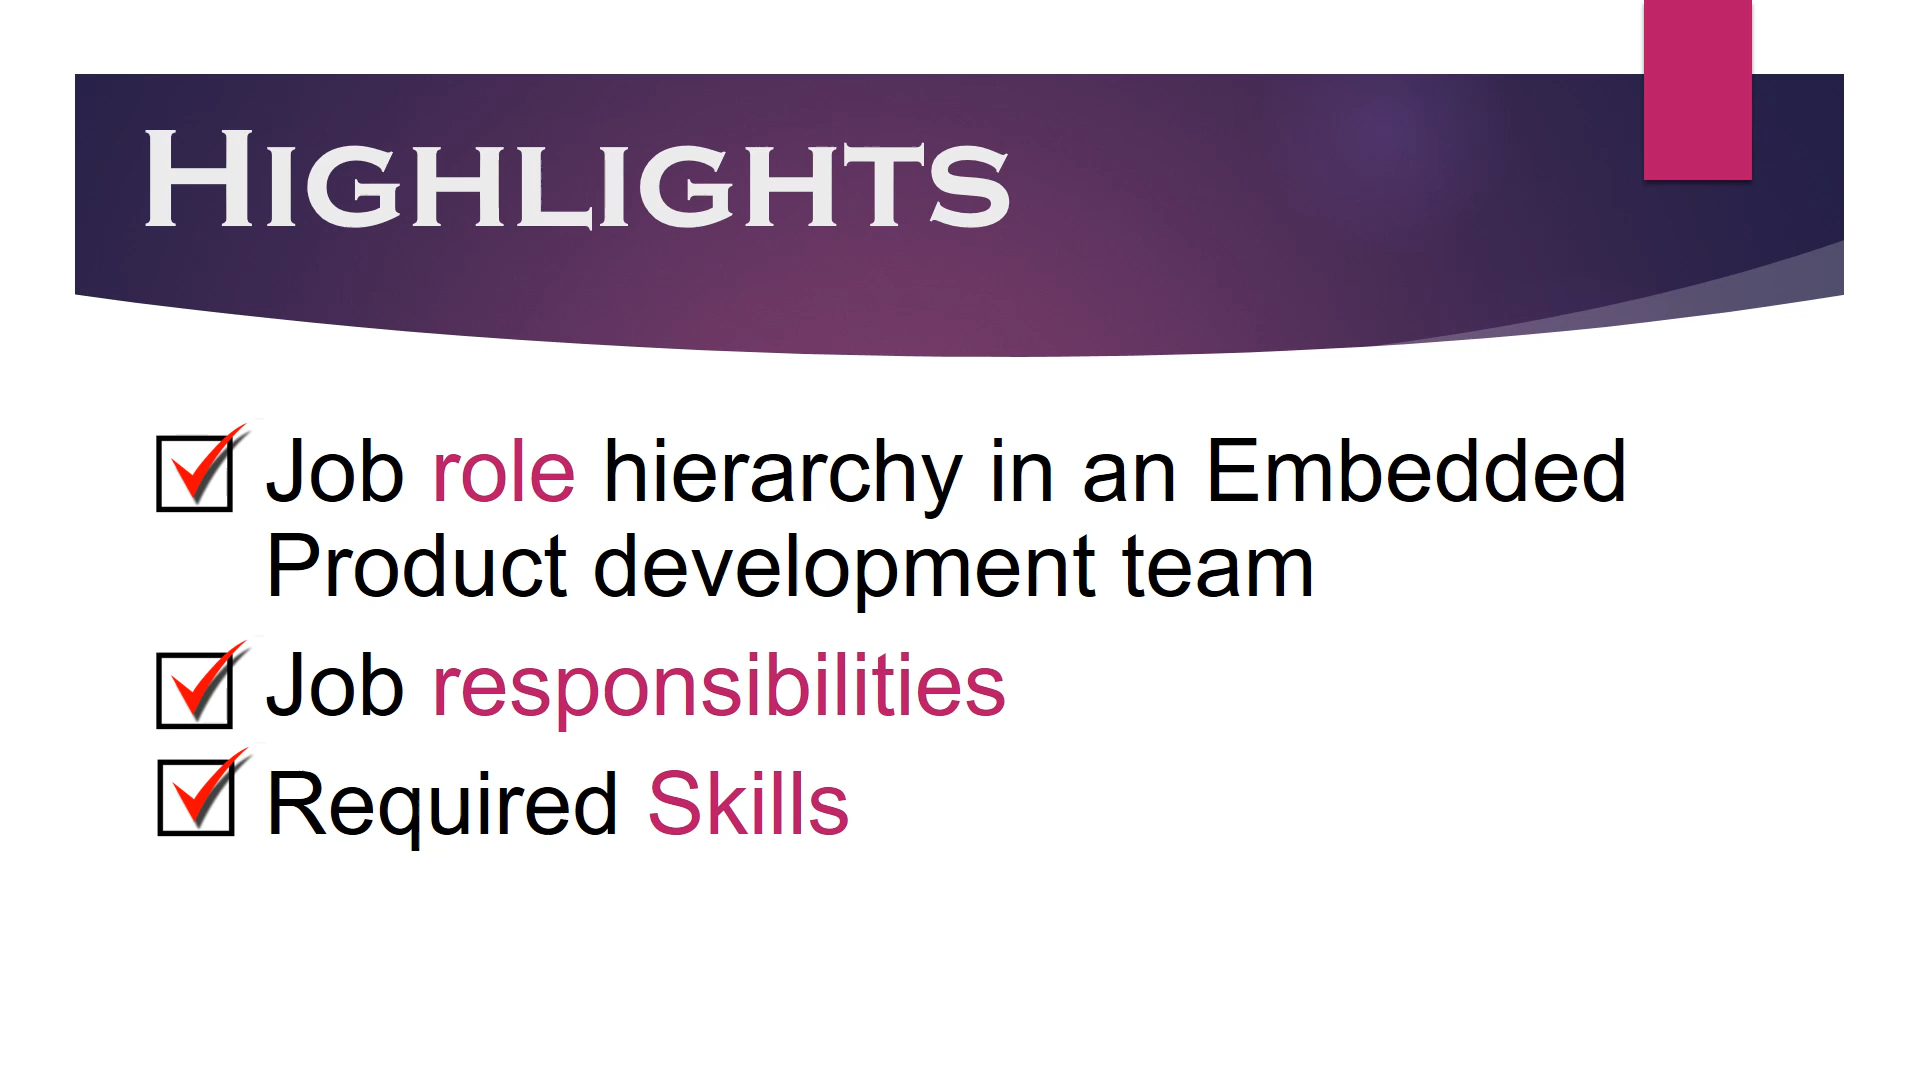 HIGHLIGHTS
Job role hierarchy in an Embedded
Product development team
Job responsibilities
Required Skills